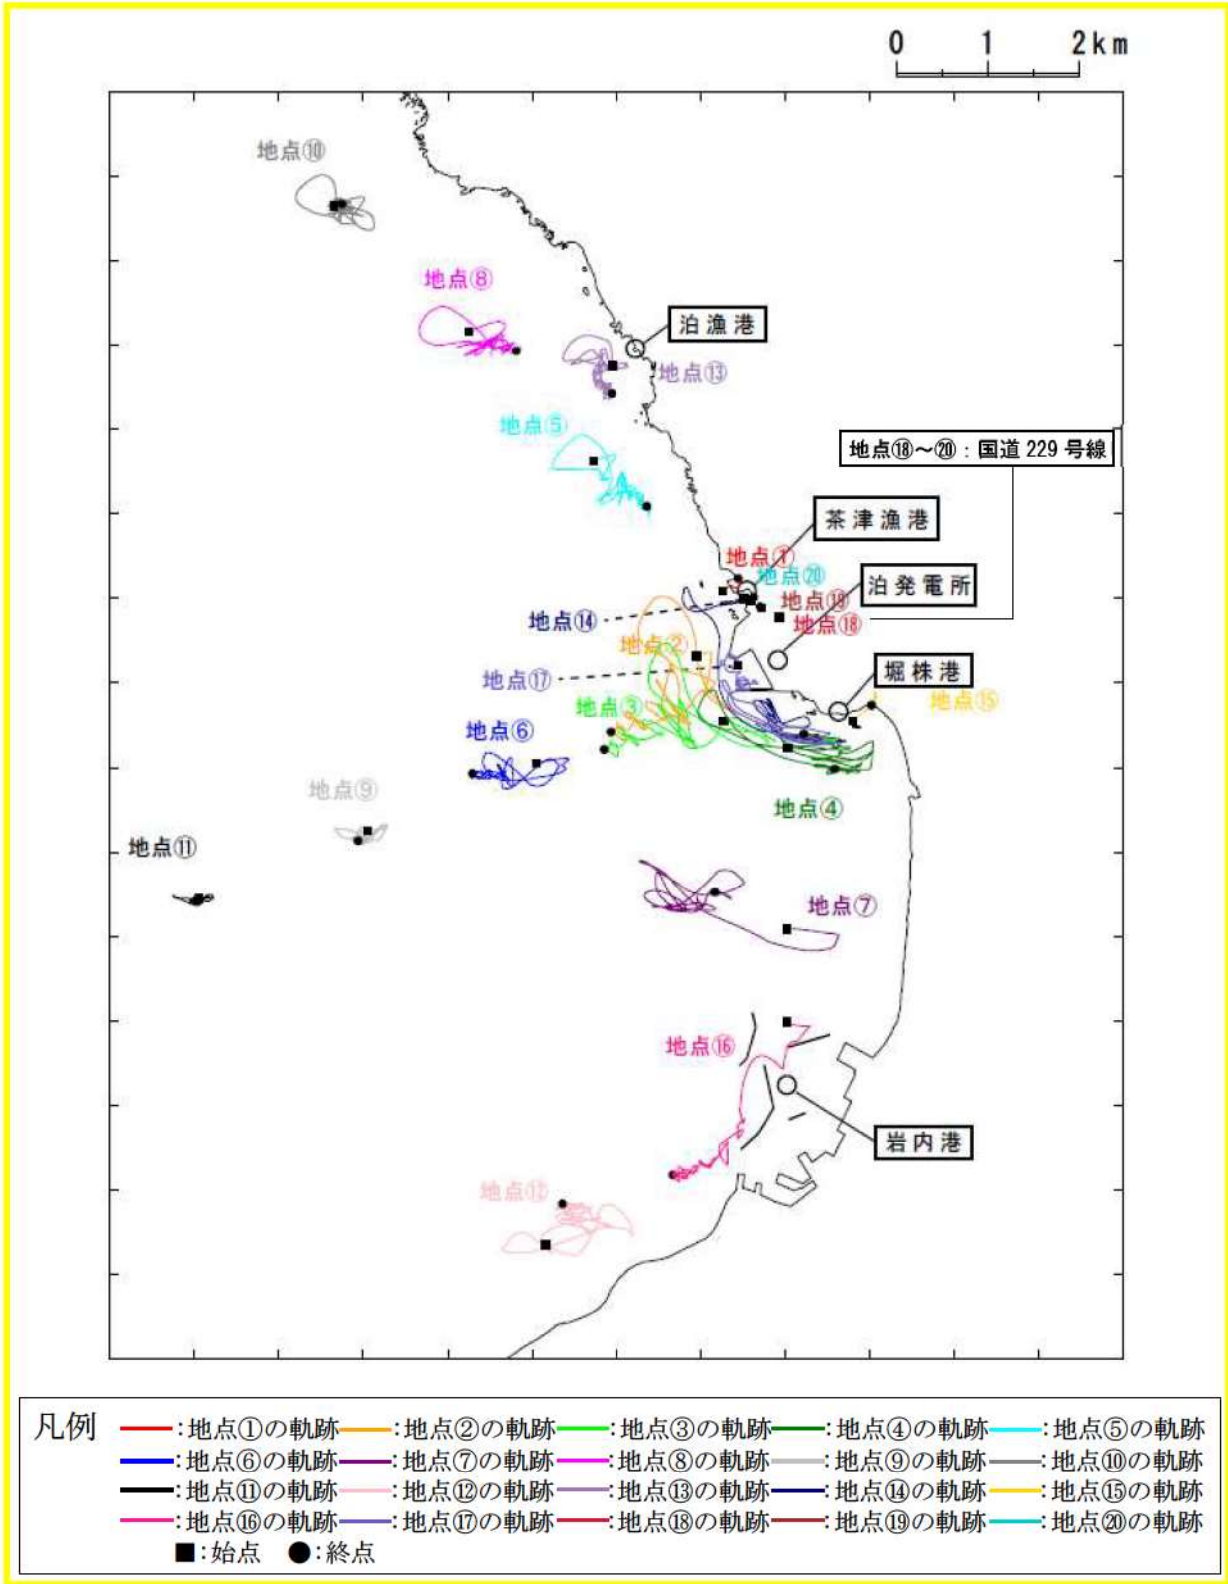 0 1 2km
地点⑩
地点⑧
泊漁港
地点⑬
地点⑤
地点⑱～⑳：国道229号線
茶津漁港
地点①
地点⑳
泊発電所
地点⑲
地点⑭
地点⑱
地点②
堀株港
地点⑰
地点⑮
地点③
地点⑥
地点⑨
地点④
地点⑪
地点⑦
地点⑯
岩内港
地点⑫
凡例 :地点①の軌跡 :地点②の軌跡 :地点③の軌跡 :地点④の軌跡 :地点⑤の軌跡
:地点⑥の軌跡 :地点⑦の軌跡 :地点⑧の軌跡 :地点⑨の軌跡 :地点⑩の軌跡
:地点⑪の軌跡 :地点⑫の軌跡 :地点⑬の軌跡 :地点⑭の軌跡 :地点⑮の軌跡
:地点⑯の軌跡 :地点⑰の軌跡 :地点⑱の軌跡 :地点⑲の軌跡 :地点⑳の軌跡
■:始点 ●:終点